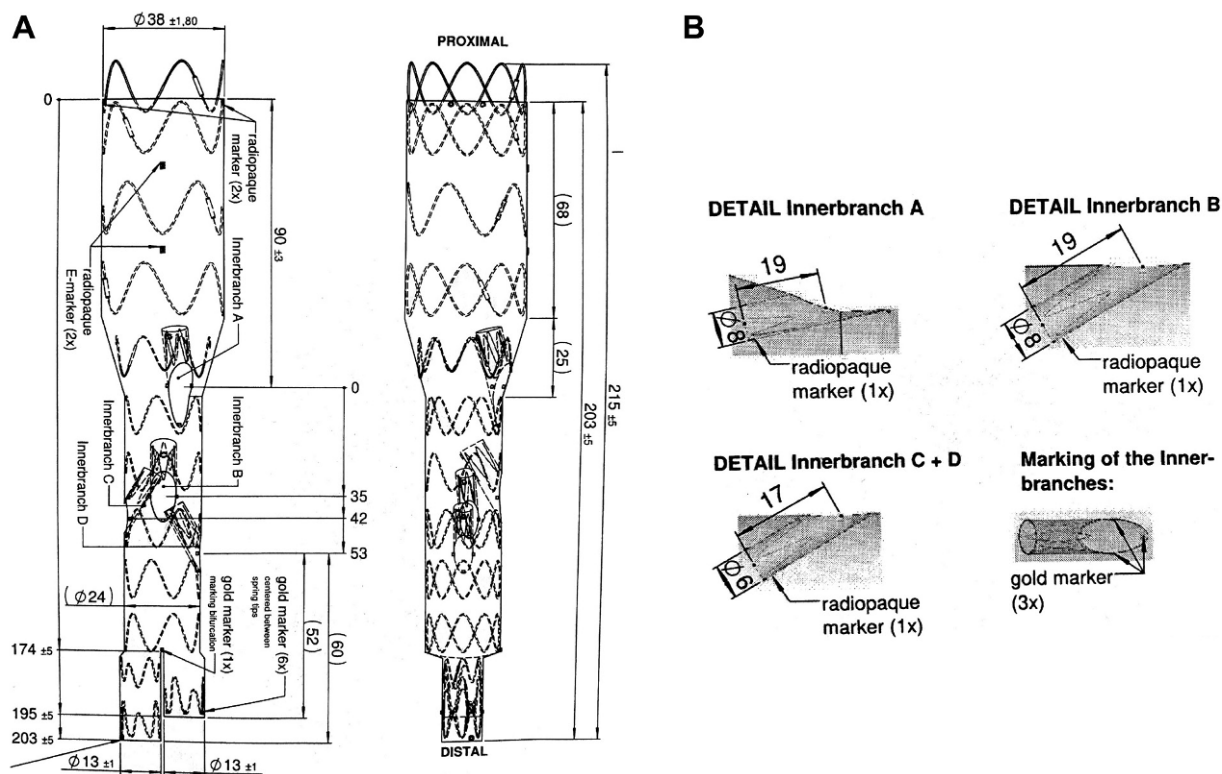 A
B
Ø38 ±1,80
PROXIMAL
0
radiopaque
marker (2x)
radiopaque
E-marker (2x)
Innerbranch A
90 ±3
0
Innerbranch B
Innerbranch C
Innerbranch D
35
42
53
(Ø24)
gold marker (1x)
marking bifurcation
gold marker (6x)
centered between
spring tips
(52)
(60)
174 ±5
195 ±5
203 ±5
Ø13 ±1
Ø13 ±1
(68)
(25)
203 ±5
215 ±5
DISTAL
DETAIL Innerbranch A
19
Ø8
radiopaque
marker (1x)
DETAIL Innerbranch B
19
Ø8
radiopaque
marker (1x)
DETAIL Innerbranch C + D
17
Ø6
radiopaque
marker (1x)
Marking of the Inner-
branches:
gold marker
(3x)